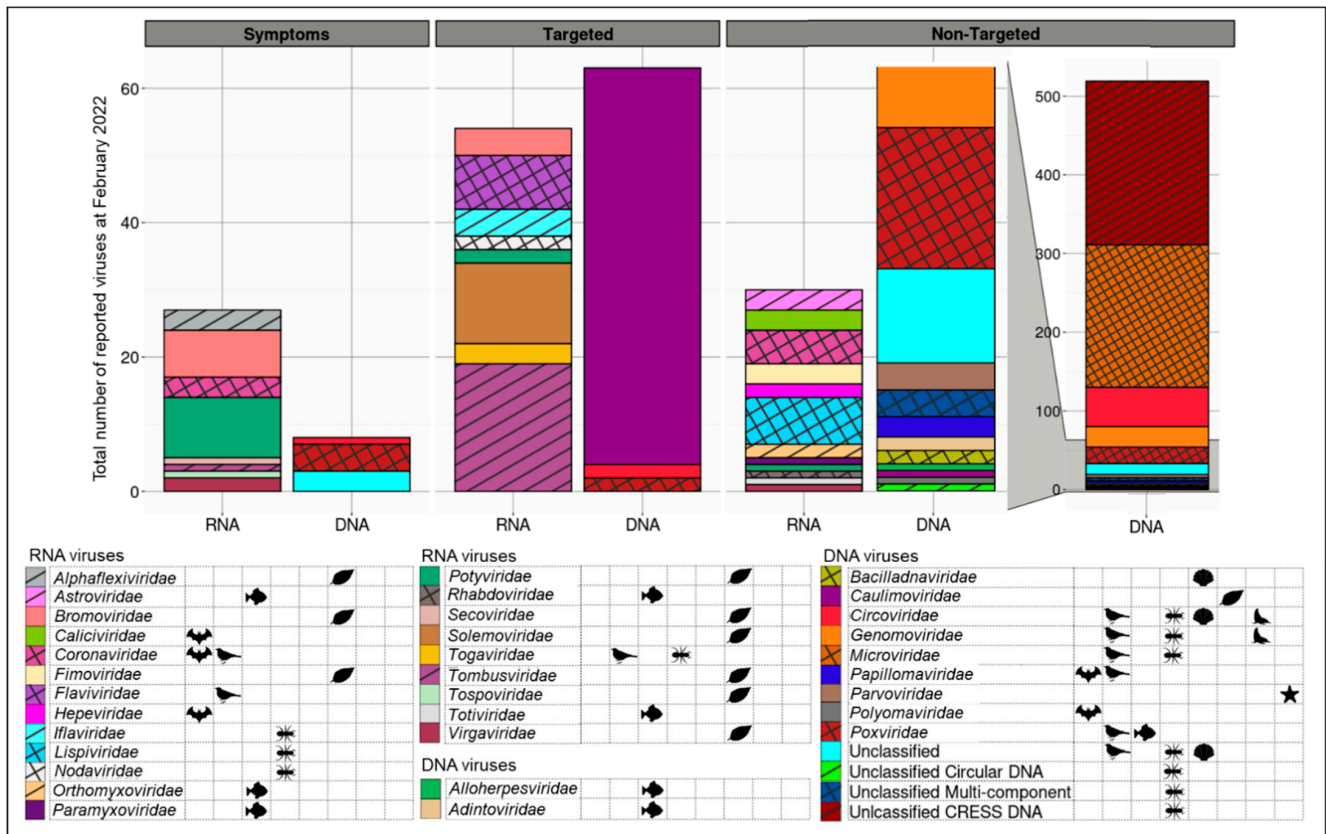 Symptoms
Targeted
Non-Targeted
Total number of reported viruses at February 2022
60
40
20
0
500
400
300
200
100
0
RNA
DNA
RNA
DNA
RNA
DNA
DNA
RNA viruses
Alphaflexiviridae
Astroviridae
Bromoviridae
Caliciviridae
Coronaviridae
Fimoviridae
Flaviviridae
Hepeviridae
Iflaviridae
Lispiviridae
Nodaviridae
Orthomyxoviridae
Paramyxoviridae
RNA viruses
Potyviridae
Rhabdoviridae
Secoviridae
Solemoviridae
Togaviridae
Tombusviridae
Tospoviridae
Totiviridae
Virgaviridae
DNA viruses
Alloherpesviridae
Adintoviridae
DNA viruses
Bacilladnaviridae
Caulimoviridae
Circoviridae
Genomoviridae
Microviridae
Papillomaviridae
Parvoviridae
Polyomaviridae
Poxviridae
Unclassified
Unclassified Circular DNA
Unclassified Multi-component
Unlcassified CRESS DNA